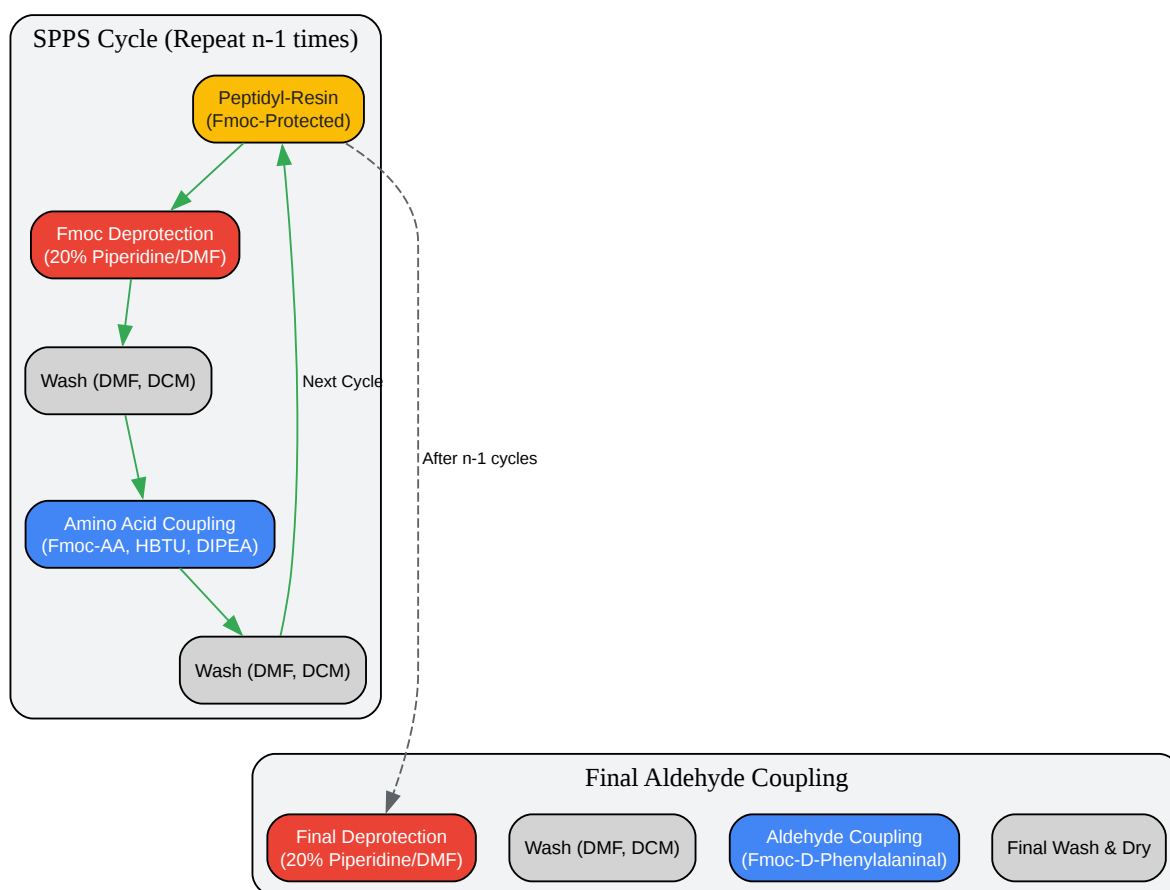 SPPS Cycle (Repeat n-1 times)
Peptidyl-Resin
(Fmoc-Protected)
Fmoc Deprotection
(20% Piperidine/DMF)
Wash (DMF, DCM)
Next Cycle
Amino Acid Coupling
(Fmoc-AA, HBTU, DIPEA)
Wash (DMF, DCM)
After n-1 cycles
Final Aldehyde Coupling
Final Deprotection
(20% Piperidine/DMF)
Wash (DMF, DCM)
Aldehyde Coupling
(Fmoc-D-Phenylalaninal)
Final Wash & Dry